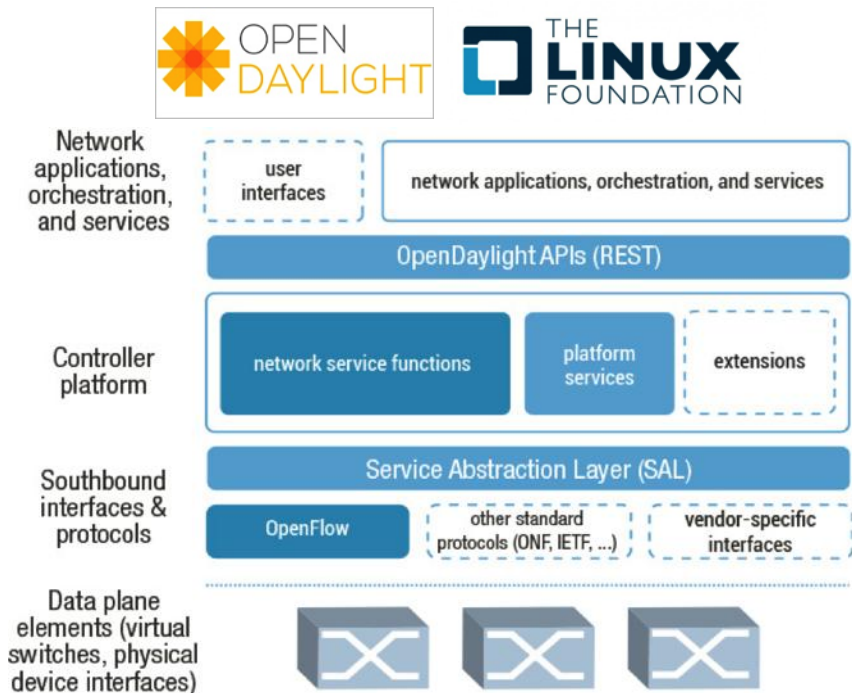 OPEN
DAYLIGHT
THE
LINUX
FOUNDATION
Network
applications,
orchestration,
and services
user
interfaces
network applications, orchestration, and services
OpenDaylight APIs (REST)
Controller
platform
network service functions
platform
services
extensions
Southbound
interfaces &
protocols
Service Abstraction Layer (SAL)
OpenFlow
other standard
protocols (ONF, IETF, ...)
vendor-specific
interfaces
Data plane
elements (virtual
switches, physical
device interfaces)